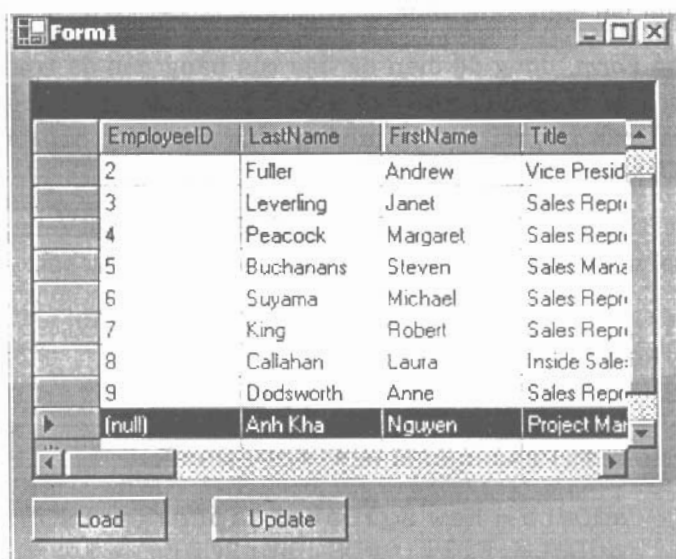 Form1
EmployeeID LastName FirstName Title
2 Fuller Andrew Vice Presid
3 Leverling Janet Sales Repr
4 Peacock Margaret Sales Repr
5 Buchanans Steven Sales Mana
6 Suyama Michael Sales Repr
7 King Robert Sales Repr
8 Callahan Laura Inside Sale
9 Dodsworth Anne Sales Repr
(null) Anh Kha Nguyen Project Mar
Load Update